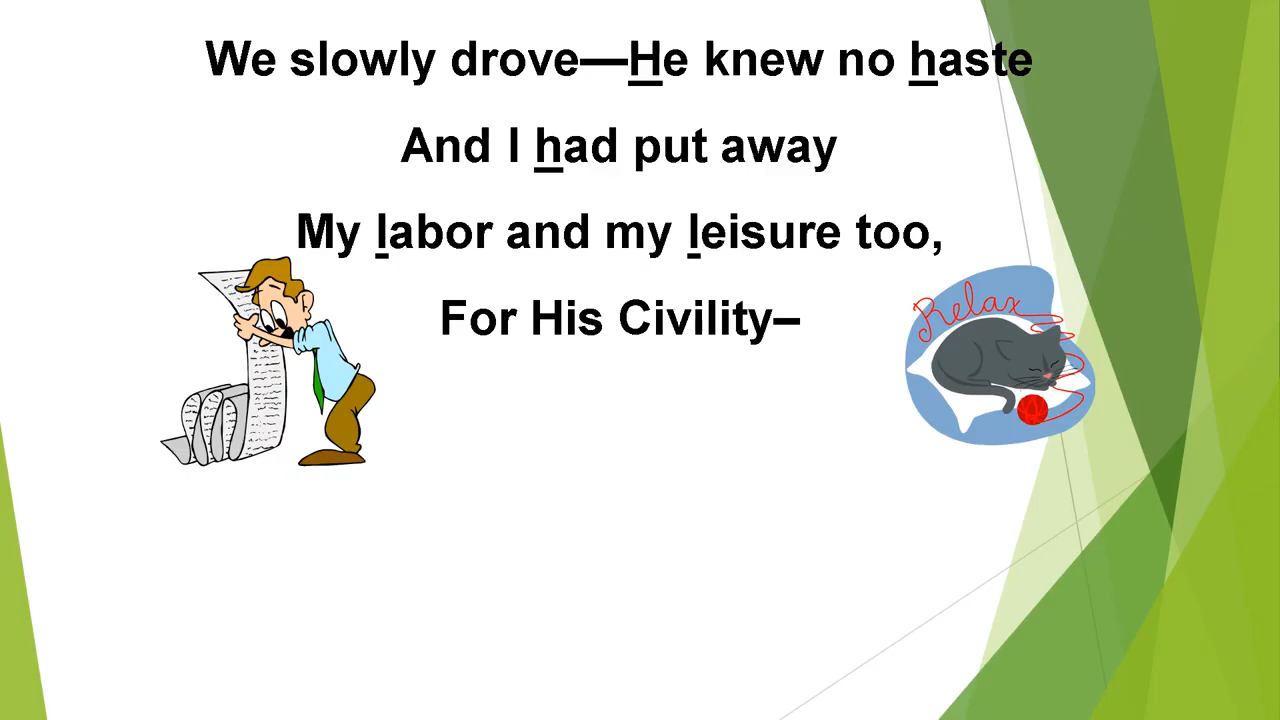 We slowly drove—He knew no haste
And I had put away
My labor and my leisure too,
For His Civility–
Relax